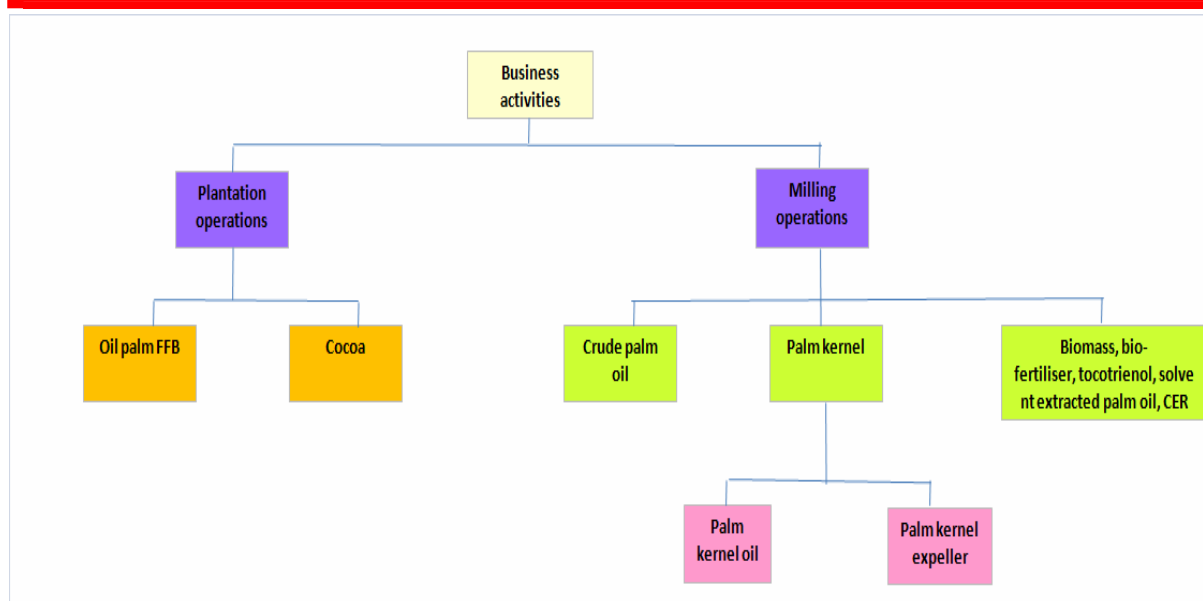 Business
activities
Plantation
operations
Milling
operations
Oil palm FFB
Cocoa
Crude palm
oil
Palm kernel
Biomass, bio-
fertiliser, tocotrienol, solve
nt extracted palm oil, CER
Palm
kernel oil
Palm kernel
expeller